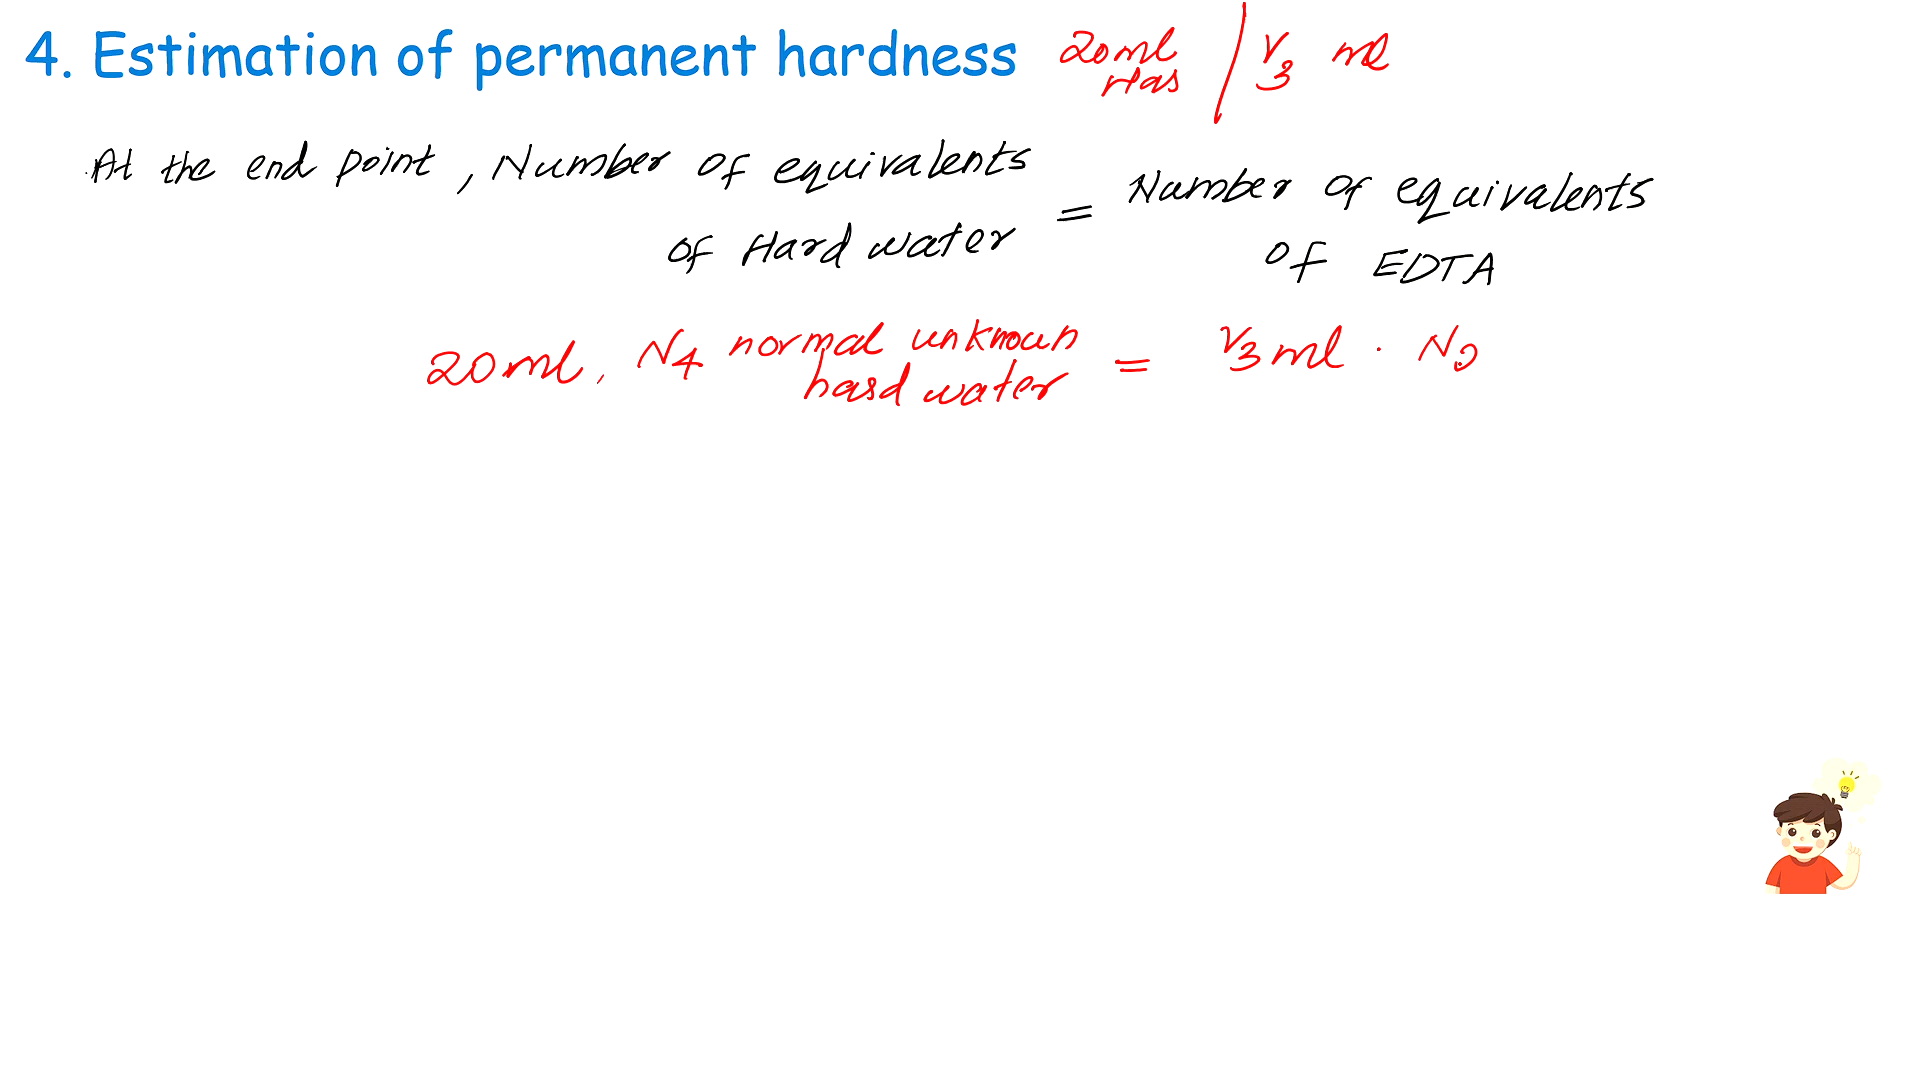 4. Estimation of permanent hardness 20ml / V3 ml
At the end point, Number of equivalents = Number of equivalents
of Hard water of EDTA
20ml, N4 normal unknown = V3 ml . N2
hard water